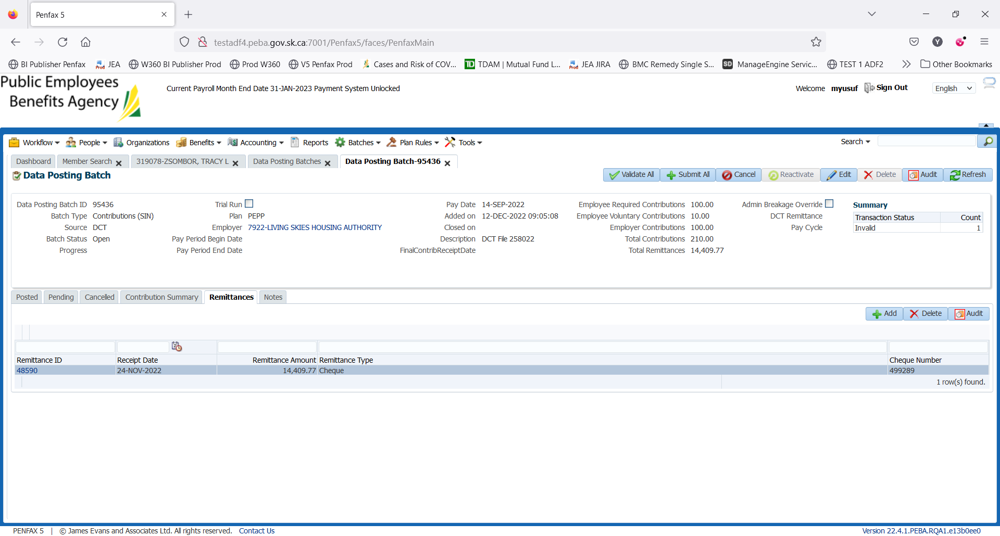 Penfax 5
testadf4.peba.gov.sk.ca:7001/Penfax5/faces/PenfaxMain
BI Publisher Penfax JEA W360 BI Publisher Prod Prod W360 V5 Penfax Prod Cases and Risk of COV... TD TDAM | Mutual Fund L... JEA JIRA BMC Remedy Single S... SD ManageEngine Servic... TEST 1 ADF2 Other Bookmarks
Public Employees
Benefits Agency
Current Payroll Month End Date 31-JAN-2023 Payment System Unlocked
Welcome myusuf Sign Out English
Workflow People Organizations Benefits Accounting Reports Batches Plan Rules Tools Search
Dashboard Member Search 319078-ZSOMBOR, TRACY L Data Posting Batches Data Posting Batch-95436
Data Posting Batch Validate All Submit All Cancel Reactivate Edit Delete Audit Refresh
Data Posting Batch ID 95436 Trial Run Pay Date 14-SEP-2022 Employee Required Contributions 100.00 Admin Breakage Override Summary
Batch Type Contributions (SIN) Plan PEPP Added on 12-DEC-2022 09:05:08 Employee Voluntary Contributions 10.00 DCT Remittance Transaction Status Count
Source DCT Employer 7922-LIVING SKIES HOUSING AUTHORITY Closed on Employer Contributions 100.00 Pay Cycle Invalid 1
Batch Status Open Pay Period Begin Date Description DCT File 258022 Total Contributions 210.00
Progress Pay Period End Date FinalContribReceiptDate Total Remittances 14,409.77
Posted Pending Cancelled Contribution Summary Remittances Notes
Add Delete Audit
Remittance ID Receipt Date Remittance Amount Remittance Type Cheque Number
48590 24-NOV-2022 14,409.77 Cheque 499289
1 row(s) found.
PENFAX 5 | © James Evans and Associates Ltd. All rights reserved. Contact Us Version 22.4.1.PEBA.RQA1.e13b0ee0